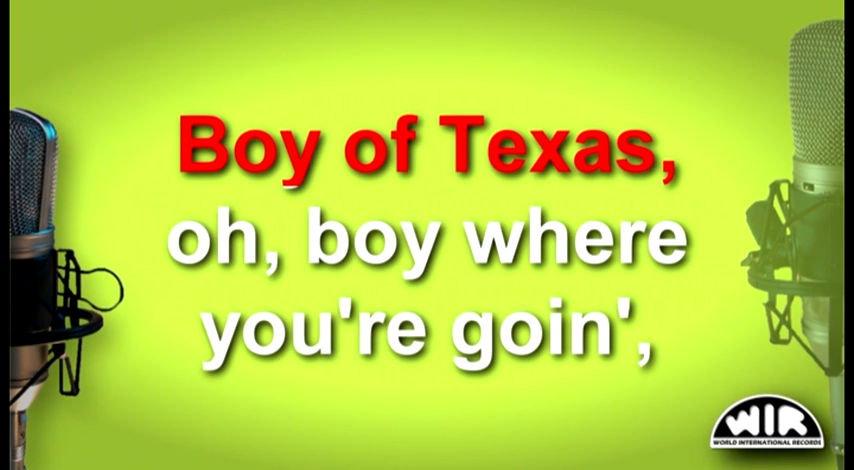 Boy of Texas,
oh, boy where
you're goin',
WIR
WORLD INTERNATIONAL RECORDS